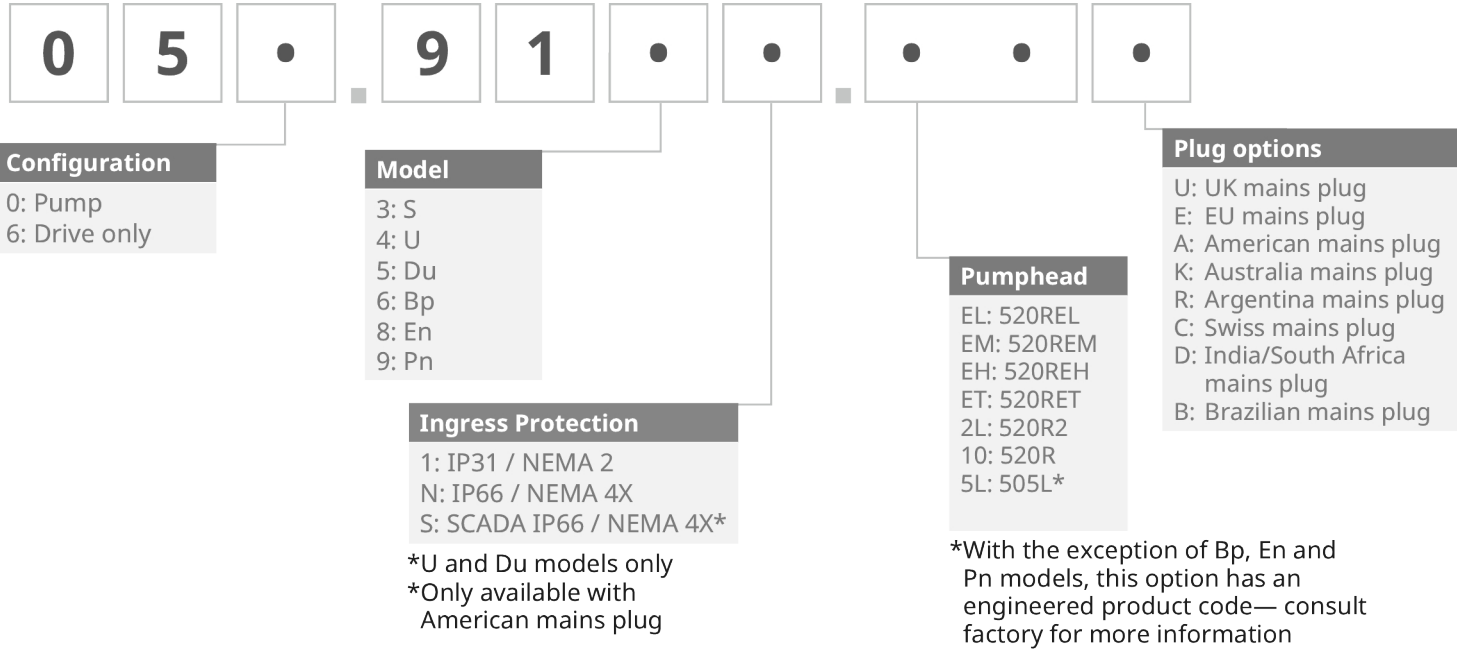 0 5 • . 9 1 • • . • • •
Configuration
0: Pump
6: Drive only
Model
3: S
4: U
5: Du
6: Bp
8: En
9: Pn
Ingress Protection
1: IP31 / NEMA 2
N: IP66 / NEMA 4X
S: SCADA IP66 / NEMA 4X*
*U and Du models only
*Only available with
American mains plug
Pumphead
EL: 520REL
EM: 520REM
EH: 520REH
ET: 520RET
2L: 520R2
10: 520R
5L: 505L*
*With the exception of Bp, En and
Pn models, this option has an
engineered product code— consult
factory for more information
Plug options
U: UK mains plug
E: EU mains plug
A: American mains plug
K: Australia mains plug
R: Argentina mains plug
C: Swiss mains plug
D: India/South Africa
mains plug
B: Brazilian mains plug